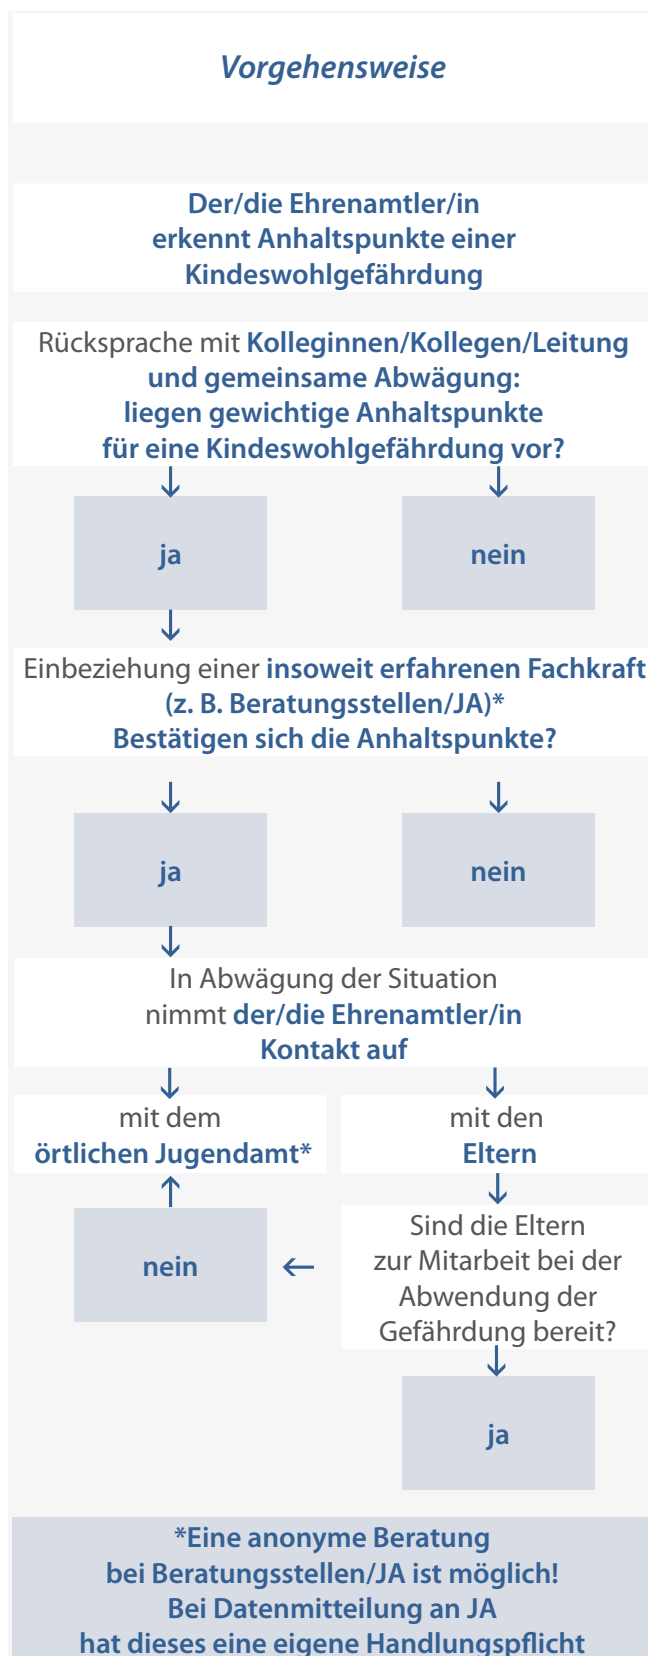 Vorgehensweise
Der/die Ehrenamtler/in
erkennt Anhaltspunkte einer
Kindeswohlgefährdung
Rücksprache mit Kolleginnen/Kollegen/Leitung
und gemeinsame Abwägung:
liegen gewichtige Anhaltspunkte
für eine Kindeswohlgefährdung vor?
ja
nein
Einbeziehung einer insoweit erfahrenen Fachkraft
(z. B. Beratungsstellen/JA)*
Bestätigen sich die Anhaltspunkte?
ja
nein
In Abwägung der Situation
nimmt der/die Ehrenamtler/in
Kontakt auf
mit dem
örtlichen Jugendamt*
mit den
Eltern
Sind die Eltern
zur Mitarbeit bei der
Abwendung der
Gefährdung bereit?
nein
ja
*Eine anonyme Beratung
bei Beratungsstellen/JA ist möglich!
Bei Datenmitteilung an JA
hat dieses eine eigene Handlungspflicht